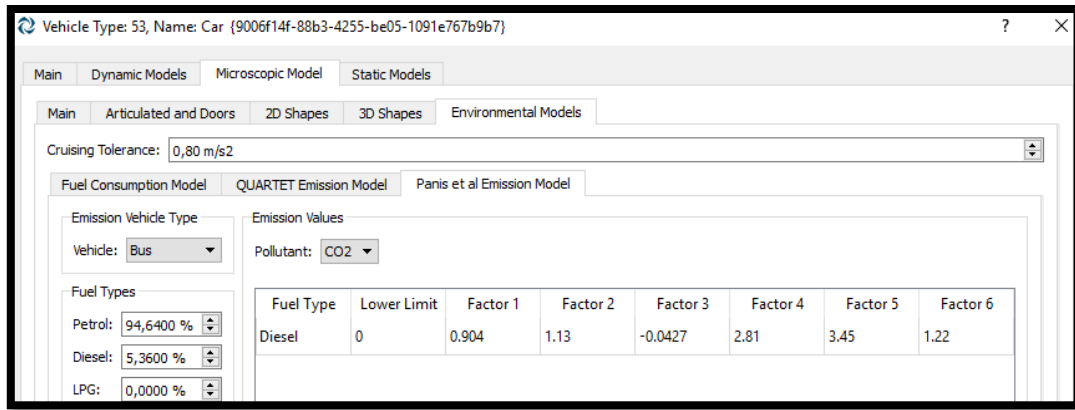 Vehicle Type: 53, Name: Car {9006f14f-88b3-4255-be05-1091e767b9b7} ?
Main Dynamic Models Microscopic Model Static Models
Main Articulated and Doors 2D Shapes 3D Shapes Environmental Models
Cruising Tolerance: 0,80 m/s2
Fuel Consumption Model QUARTET Emission Model Panis et al Emission Model
Emission Vehicle Type Emission Values
Vehicle: Bus Pollutant: CO2
Fuel Types
Fuel Type Lower Limit Factor 1 Factor 2 Factor 3 Factor 4 Factor 5 Factor 6
Petrol: 94,6400 %
Diesel 0 0.904 1.13 -0.0427 2.81 3.45 1.22
Diesel: 5,3600 %
LPG: 0,0000 %